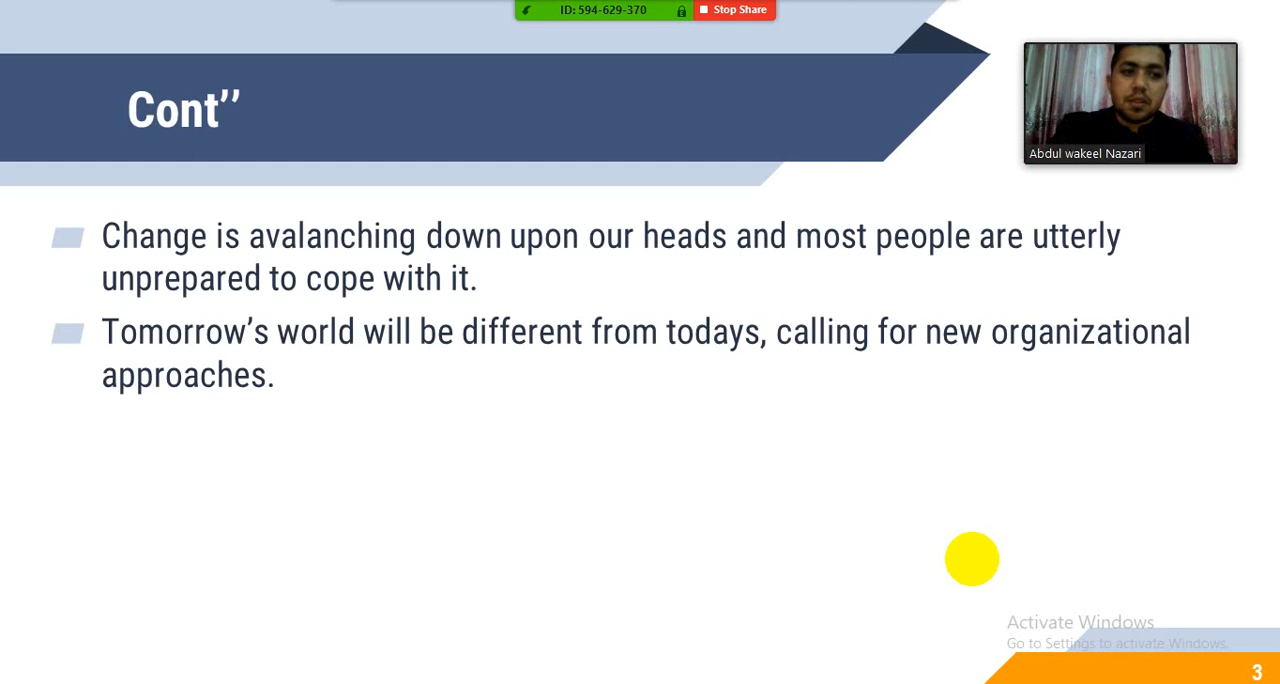 ID: 594-629-370
Stop Share
Cont’’
Abdul wakeel Nazari
Change is avalanching down upon our heads and most people are utterly
unprepared to cope with it.
Tomorrow’s world will be different from todays, calling for new organizational
approaches.
Activate Windows
Go to Settings to activate Windows.
3